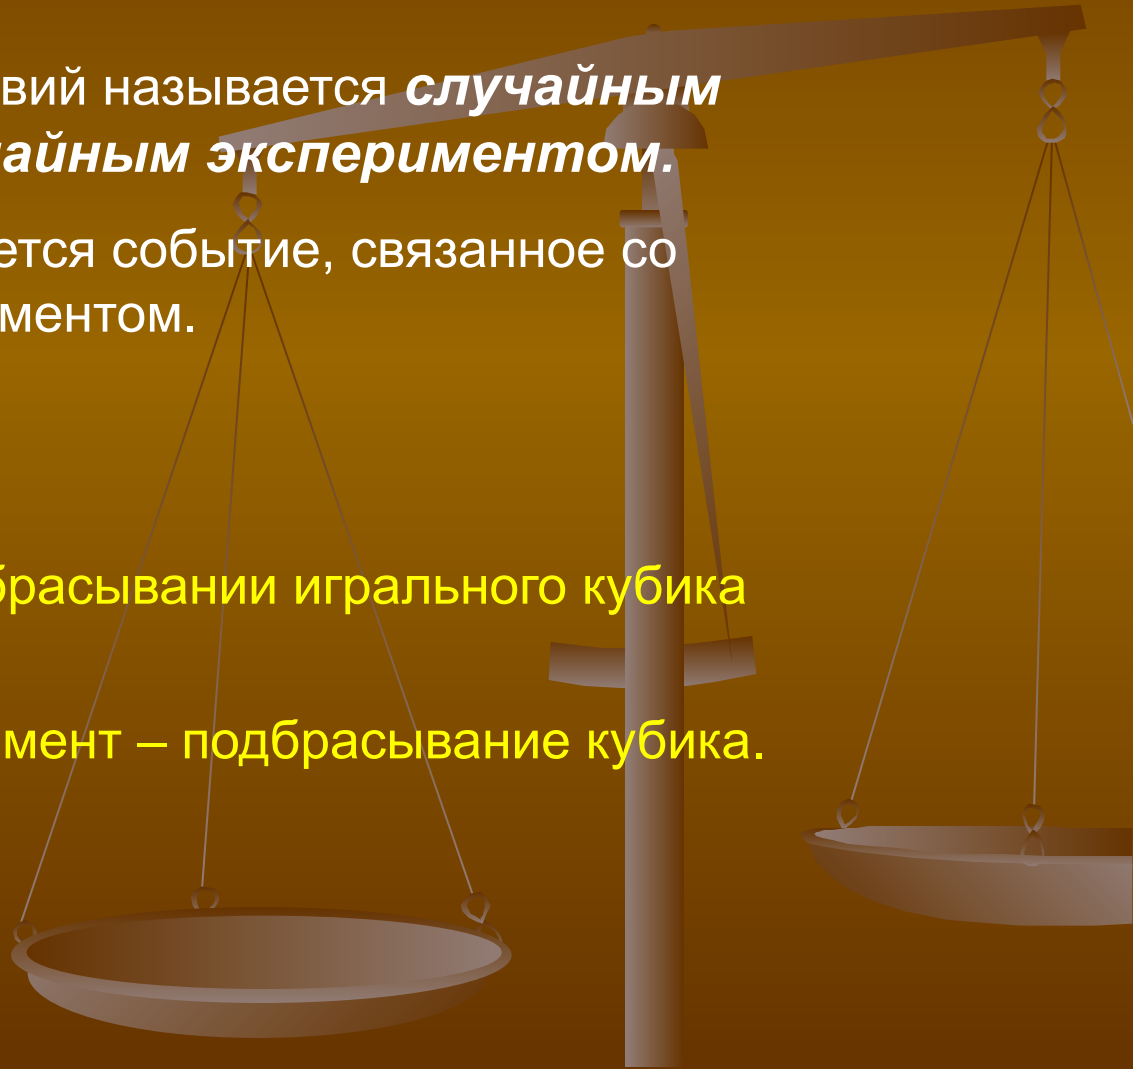 вий называется случайным
айным экспериментом.
ется событие, связанное со
ментом.
брасывании игрального кубика
мент – подбрасывание кубика.